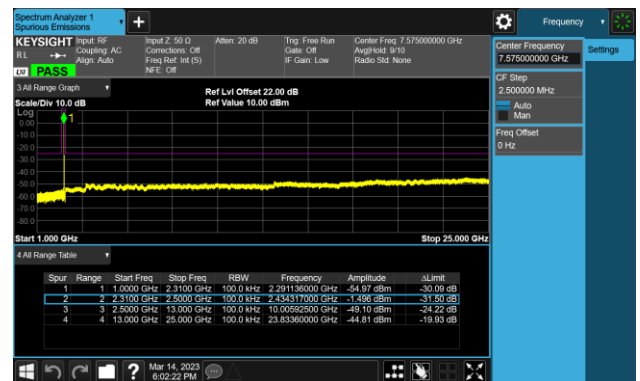 Spectrum Analyzer 1
Spurious Emissions
Frequency
KEYSIGHT
RL
PASS
Input: RF
Coupling: AC
Align: Auto
Input Z: 50 Ω
Corrections: Off
Freq Ref: Int (S)
NFE: Off
Atten: 20 dB
Trig: Free Run
Gate: Off
IF Gain: Low
Center Freq: 7.575000000 GHz
Avg|Hold: 9/10
Radio Std: None
Center Frequency
7.575000000 GHz
Settings
CF Step
2.500000 MHz
Auto
Man
Freq Offset
0 Hz
3 All Range Graph
Scale/Div 10.0 dB
Ref Lvl Offset 22.00 dB
Ref Value 10.00 dBm
Log
0.00
-10.0
-20.0
-30.0
-40.0
-50.0
-60.0
-70.0
-80.0
1
Start 1.000 GHz
Stop 25.000 GHz
4 All Range Table
Spur Range Start Freq Stop Freq RBW Frequency Amplitude ΔLimit
1 1 1.0000 GHz 2.3100 GHz 100.0 kHz 2.291136000 GHz -54.97 dBm -30.09 dB
2 2 2.3100 GHz 2.5000 GHz 100.0 kHz 2.434317000 GHz -1.496 dBm -31.50 dB
3 3 2.5000 GHz 13.000 GHz 100.0 kHz 10.00592500 GHz -49.10 dBm -24.22 dB
4 4 13.000 GHz 25.000 GHz 100.0 kHz 23.83360000 GHz -44.81 dBm -19.93 dB
Mar 14, 2023
6:02:22 PM